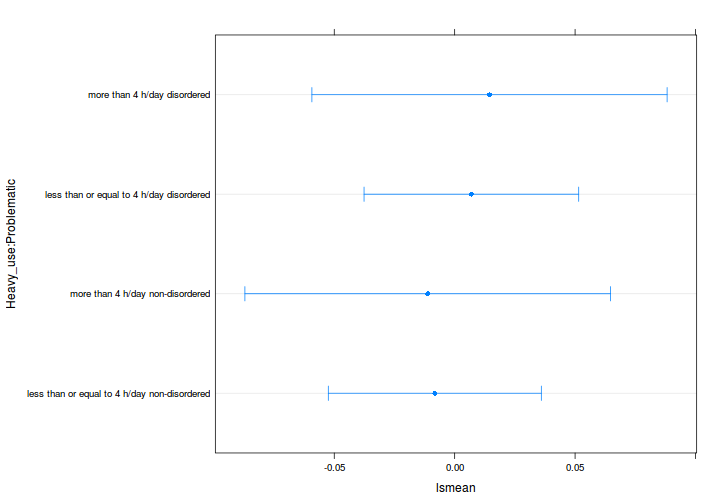 more than 4 h/day disordered
less than or equal to 4 h/day disordered
more than 4 h/day non-disordered
less than or equal to 4 h/day non-disordered
Heavy_use:Problematic
-0.05 0.00 0.05
lsmean